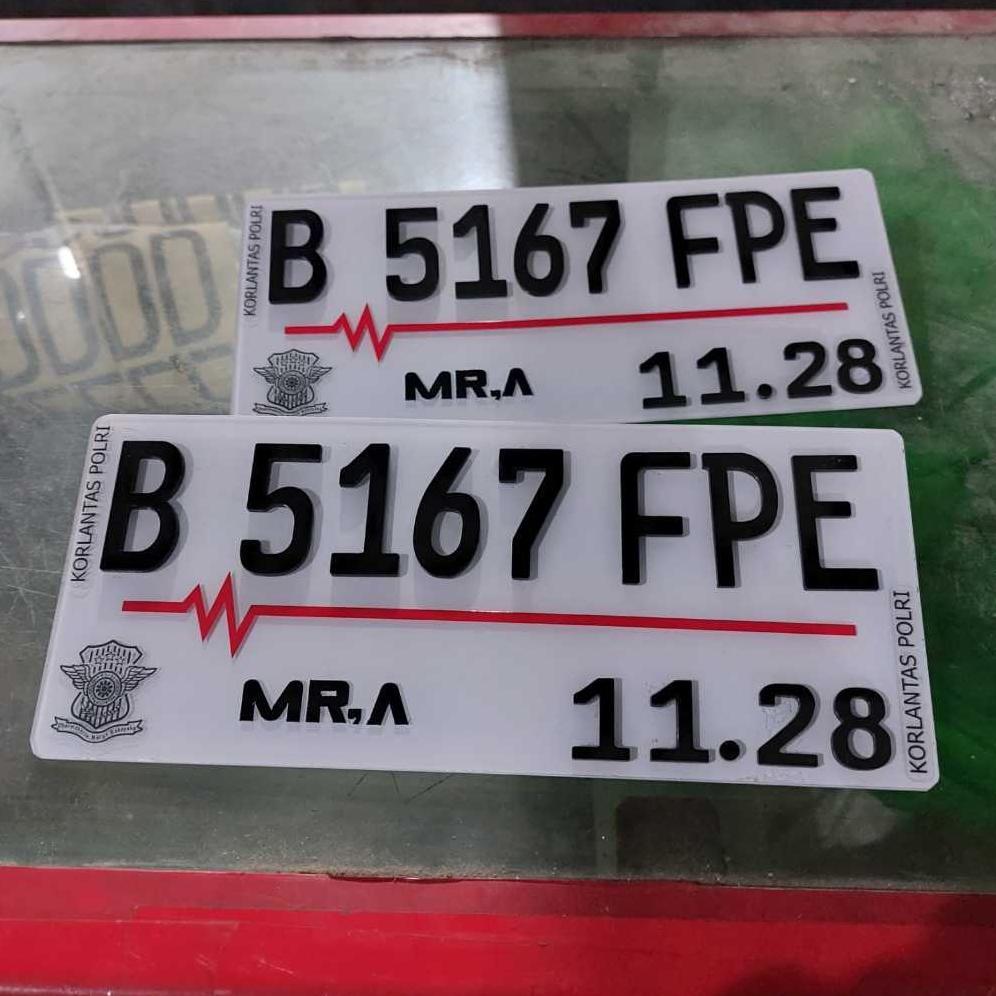 KORLANTAS POLRI
B 5167 FPE
MR,Λ
11.28
KORLANTAS POLRI
KORLANTAS POLRI
B 5167 FPE
MR,Λ
11.28
KORLANTAS POLRI